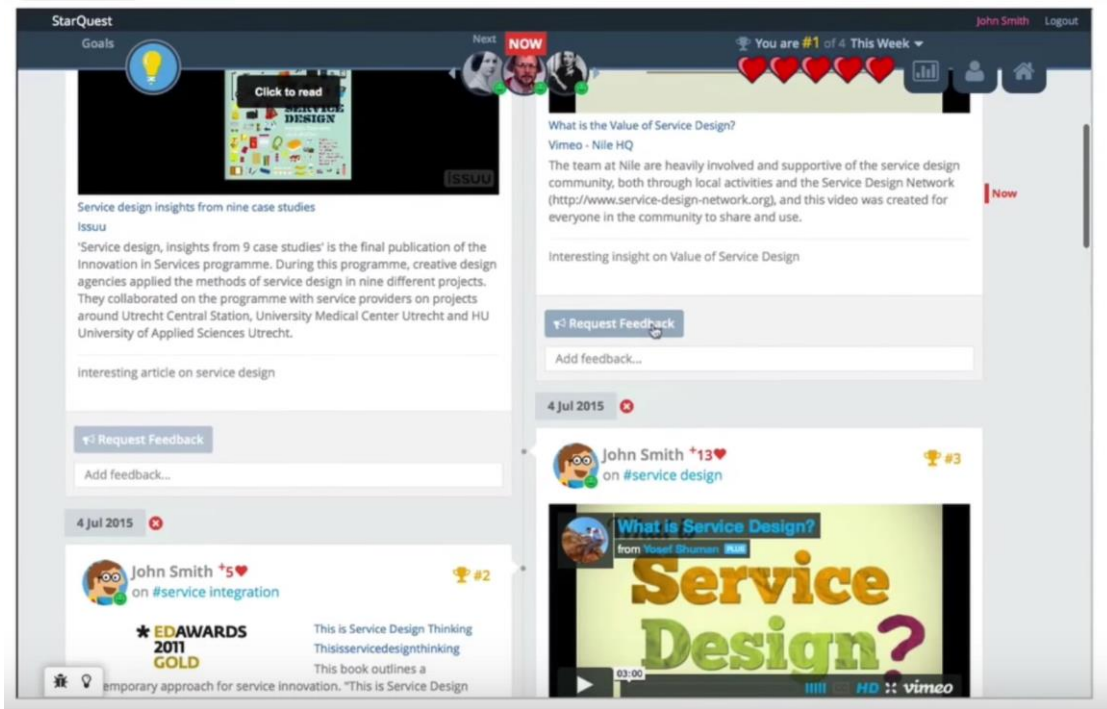 StarQuest
John Smith Logout
Goals
Next
NOW
You are #1 of 4 This Week
Click to read
SERVICE
DESIGN
issuu
Service design insights from nine case studies
Issuu
'Service design, insights from 9 case studies' is the final publication of the
Innovation in Services programme. During this programme, creative design
agencies applied the methods of service design in nine different projects.
They collaborated on the programme with service providers on projects
around Utrecht Central Station, University Medical Center Utrecht and HU
University of Applied Sciences Utrecht.
interesting article on service design
Request Feedback
Add feedback...
4 Jul 2015
John Smith +5
on #service integration
#2
* EDAWARDS
2011
GOLD
This is Service Design Thinking
Thisisservicedesignthinking
This book outlines a
emporary approach for service innovation. "This is Service Design
What is the Value of Service Design?
Vimeo - Nile HQ
The team at Nile are heavily involved and supportive of the service design
community, both through local activities and the Service Design Network
(http://www.service-design-network.org), and this video was created for
everyone in the community to share and use.
Now
Interesting insight on Value of Service Design
Request Feedback
Add feedback...
4 Jul 2015
John Smith +13
on #service design
#3
What is Service Design?
from Yosef Shuman PLUS
What is
Service
Design?
03:00
HD vimeo